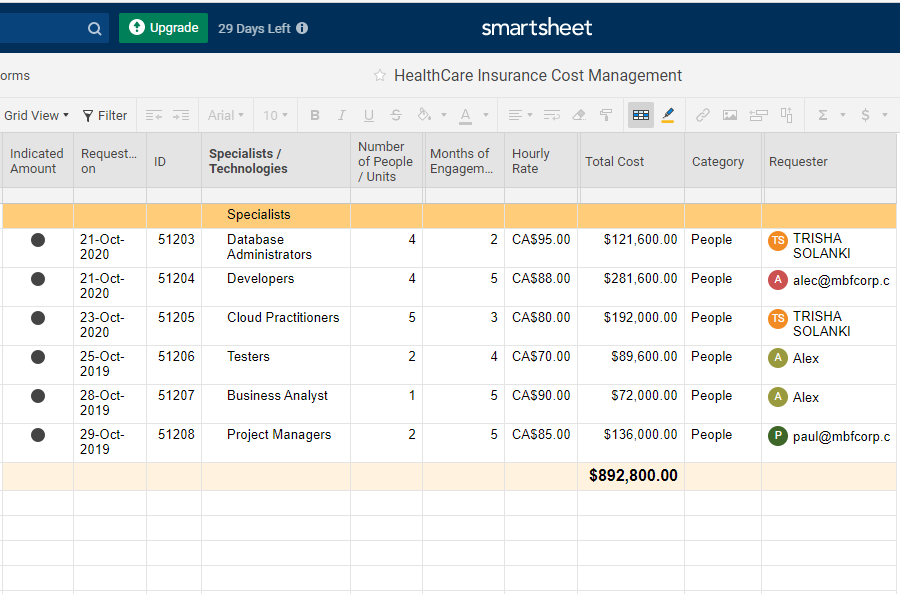 Upgrade 29 Days Left smartsheet
orms HealthCare Insurance Cost Management
Grid View Filter Arial 10 B I U S A Σ $
Indicated Amount Request... on ID Specialists / Technologies Number of People / Units Months of Engagem... Hourly Rate Total Cost Category Requester
Specialists
21-Oct-2020 51203 Database Administrators 4 2 CA$95.00 $121,600.00 People TS TRISHA SOLANKI
21-Oct-2020 51204 Developers 4 5 CA$88.00 $281,600.00 People A alec@mbfcorp.c
23-Oct-2020 51205 Cloud Practitioners 5 3 CA$80.00 $192,000.00 People TS TRISHA SOLANKI
25-Oct-2019 51206 Testers 2 4 CA$70.00 $89,600.00 People A Alex
28-Oct-2019 51207 Business Analyst 1 5 CA$90.00 $72,000.00 People A Alex
29-Oct-2019 51208 Project Managers 2 5 CA$85.00 $136,000.00 People P paul@mbfcorp.c
$892,800.00